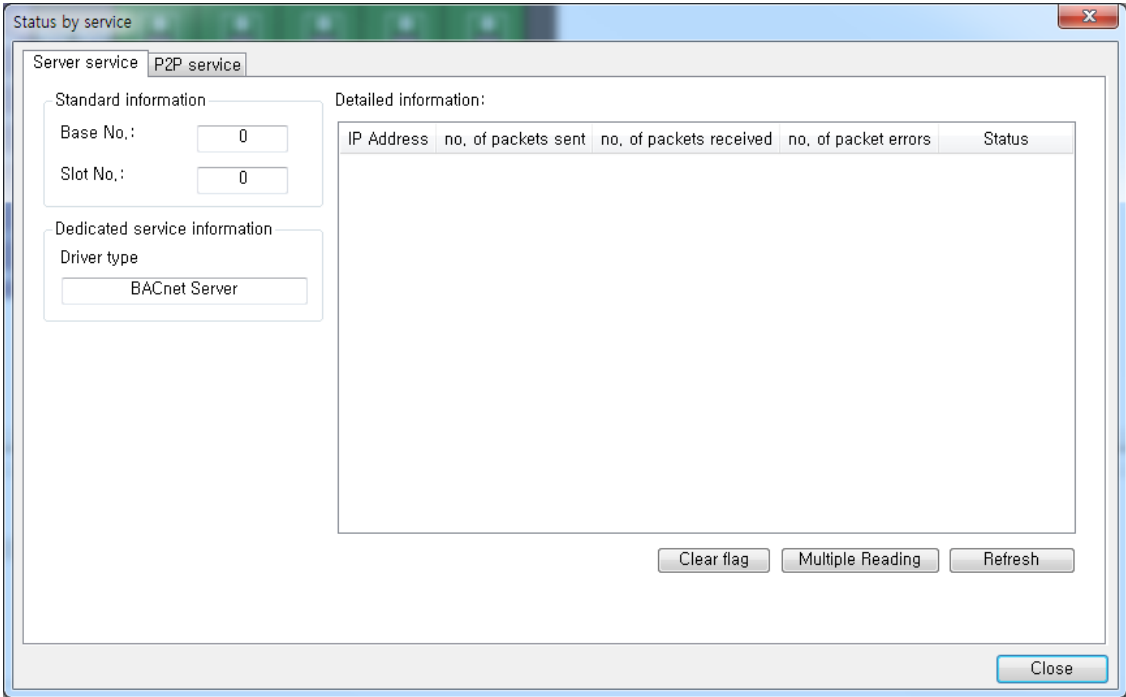 Status by service
Server service P2P service
Standard information
Base No.: 0
Slot No.: 0
Dedicated service information
Driver type
BACnet Server
Detailed information:
IP Address no. of packets sent no. of packets received no. of packet errors Status
Clear flag Multiple Reading Refresh
Close